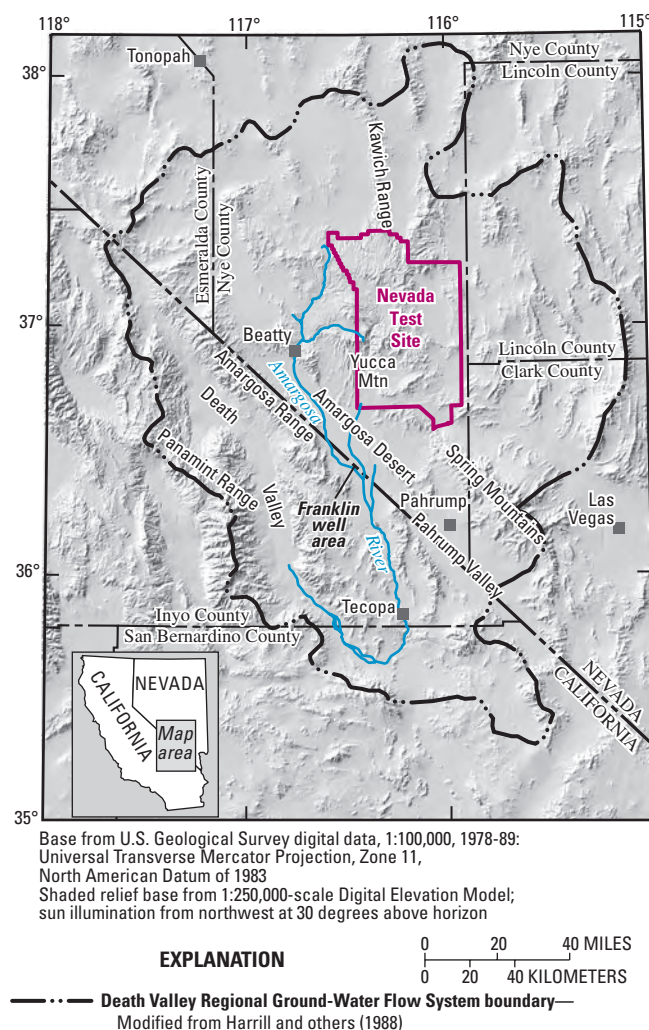 118°
117°
116°
115°
Tonopah
38°
Nye County
Lincoln County
Kawich Range
Esmeralda County
Nye County
Nevada
Test
Site
37°
Beatty
Yucca
Mtn
Lincoln County
Clark County
Amargosa Range
Amargosa
Amargosa Desert
Death
Valley
Panamint Range
Spring Mountains
Franklin
well
area
Pahrump
Las
Vegas
River
Pahrump Valley
36°
Tecopa
Inyo County
San Bernardino County
NEVADA
CALIFORNIA
NEVADA
CALIFORNIA
Map
area
35°
Base from U.S. Geological Survey digital data, 1:100,000, 1978-89:
Universal Transverse Mercator Projection, Zone 11,
North American Datum of 1983
Shaded relief base from 1:250,000-scale Digital Elevation Model;
sun illumination from northwest at 30 degrees above horizon
EXPLANATION
0 20 40 MILES
0 20 40 KILOMETERS
Death Valley Regional Ground-Water Flow System boundary—
Modified from Harrill and others (1988)